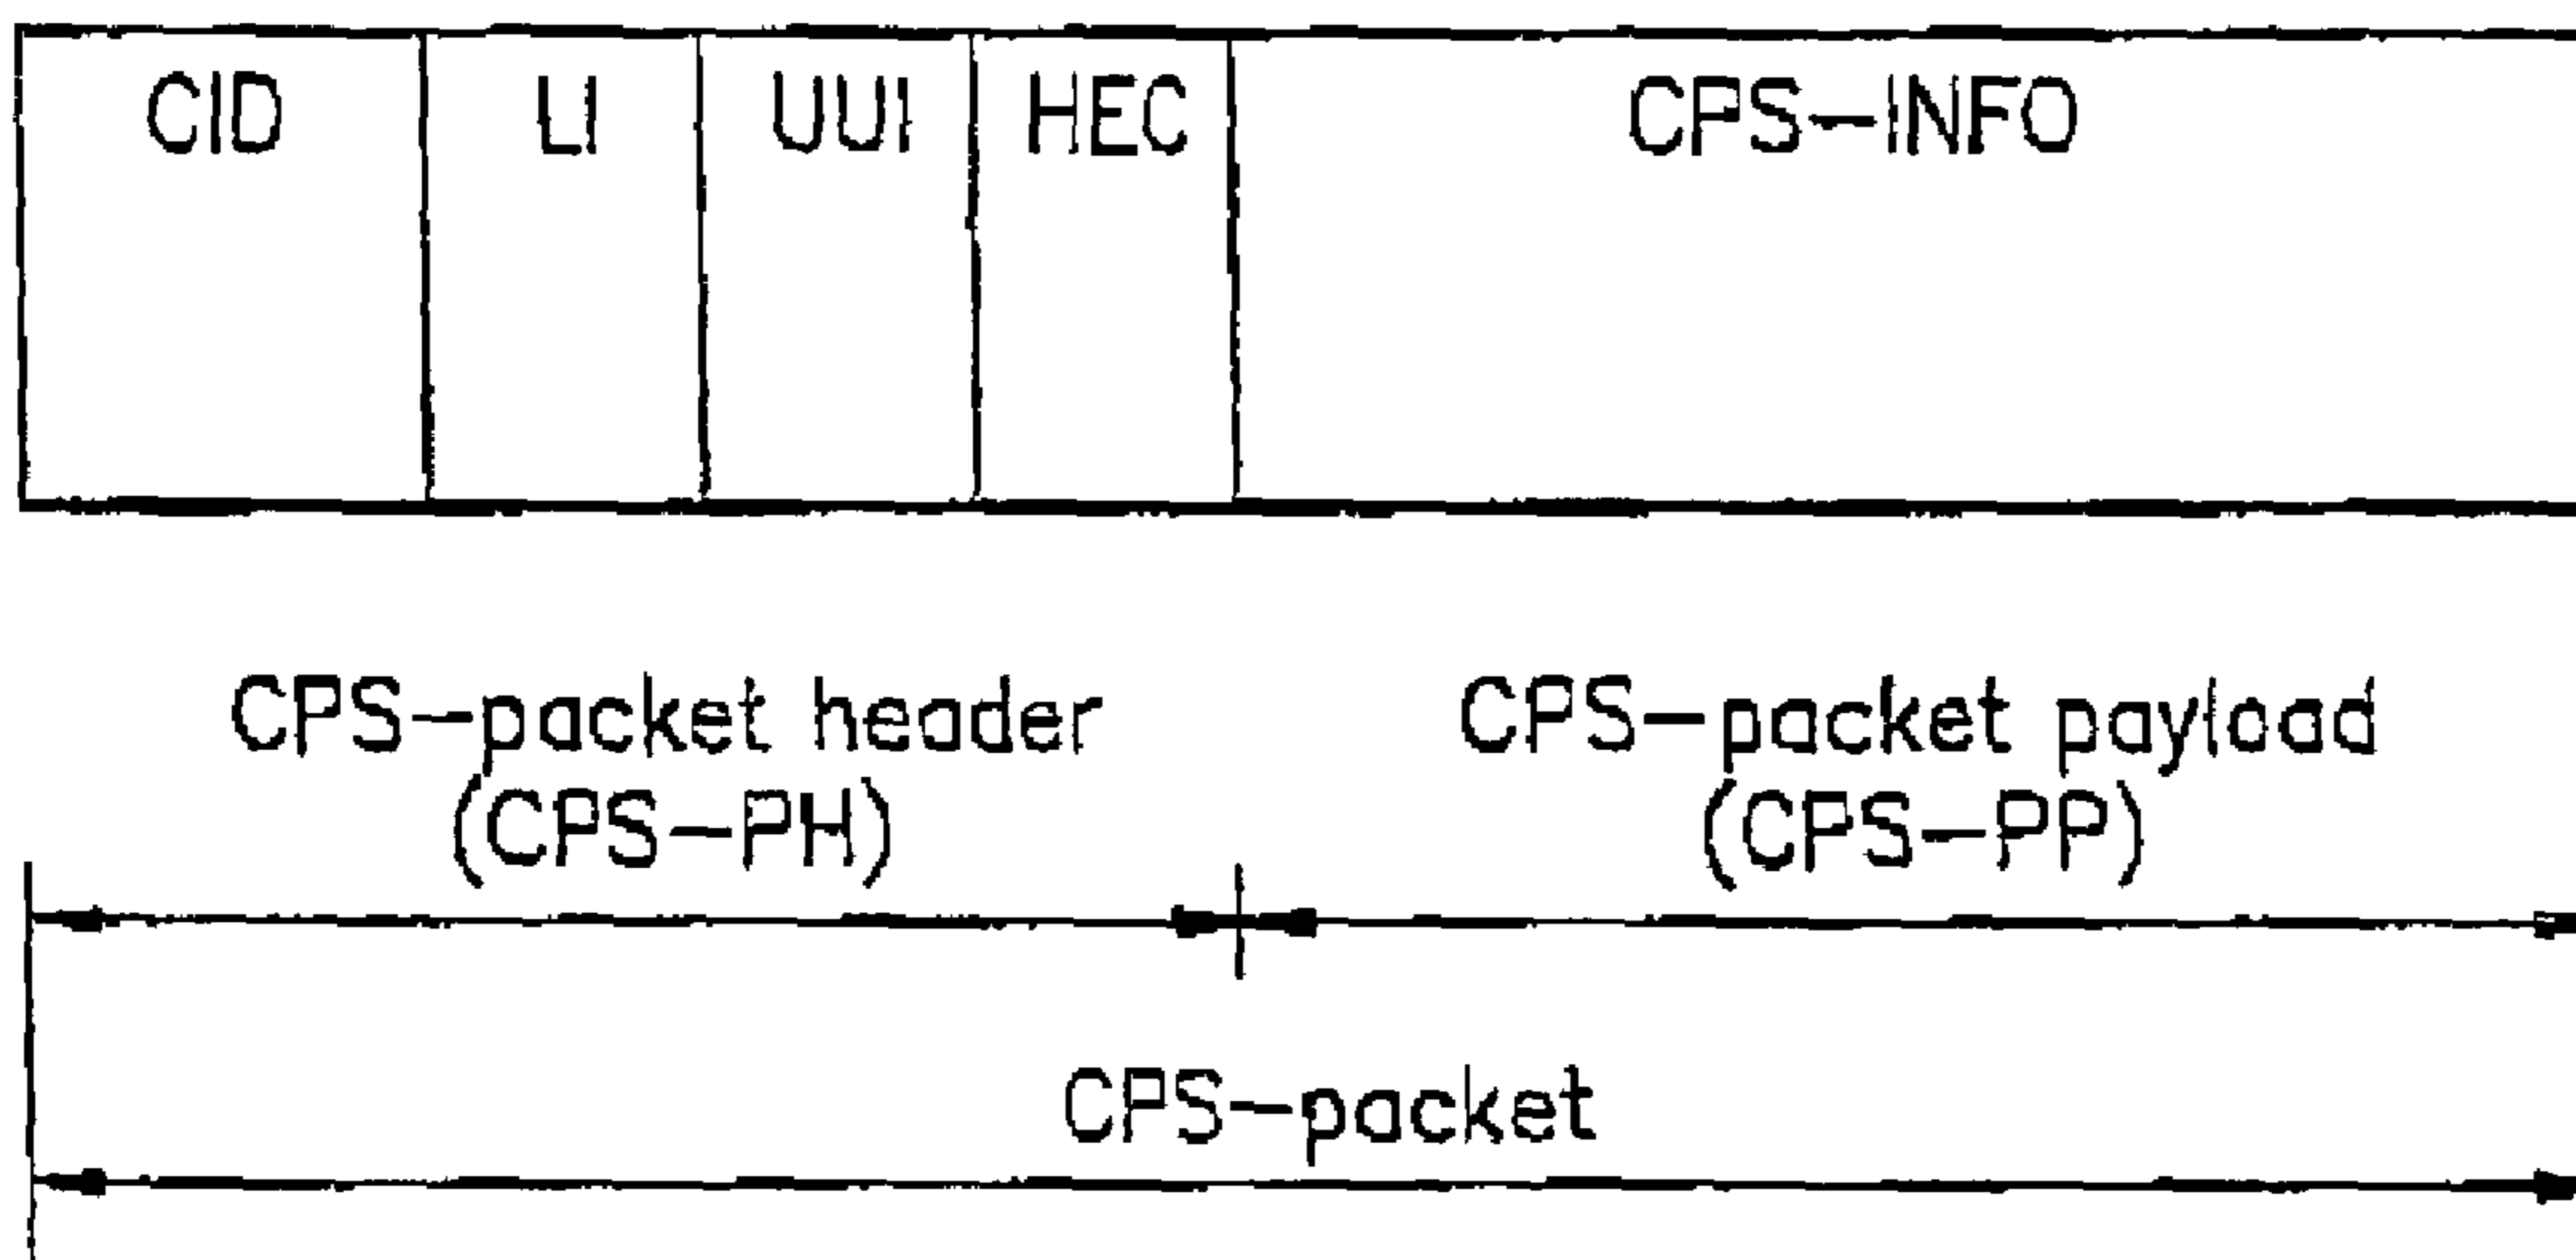 CID LI UUI HEC CPS-INFO
CPS-packet header CPS-packet payload
(CPS-PH) (CPS-PP)
CPS-packet